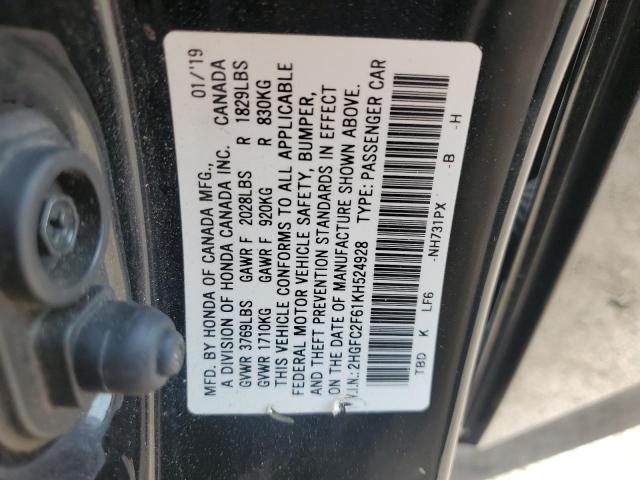 MFD. BY HONDA OF CANADA MFG., 01/'19
A DIVISION OF HONDA CANADA INC. CANADA
GVWR 3769LBS GAWR F 2028LBS R 1829LBS
GVWR 1710KG GAWR F 920KG R 830KG
THIS VEHICLE CONFORMS TO ALL APPLICABLE
FEDERAL MOTOR VEHICLE SAFETY, BUMPER,
AND THEFT PREVENTION STANDARDS IN EFFECT
ON THE DATE OF MANUFACTURE SHOWN ABOVE.
V.I.N.: 2HGFC2F61KH524928 TYPE: PASSENGER CAR
TBD K LF6 -NH731PX -B -H